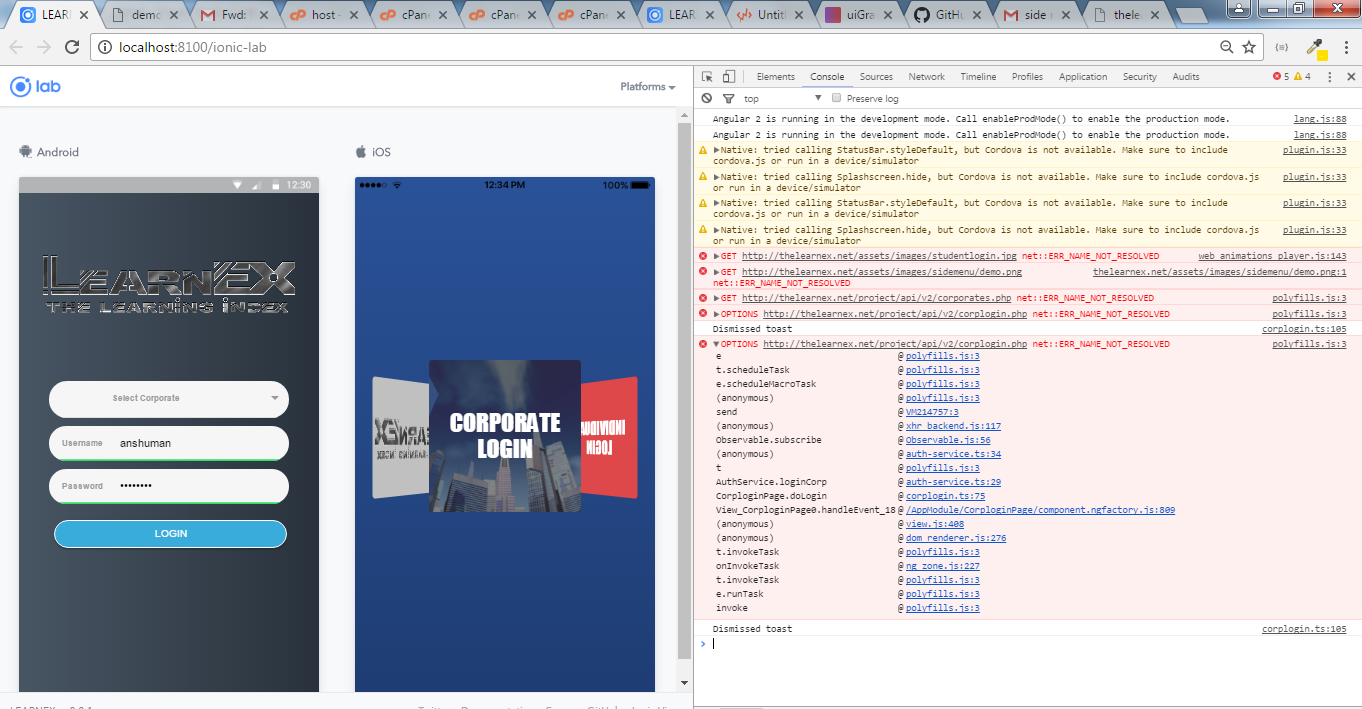 LEARN
demo
Fwd:
host -
cPane
cPane
cPane
LEAR
Untitl
uiGra
GitHu
side
thele
localhost:8100/ionic-lab
lab
Platforms
Android
iOS
12:30
12:34 PM
100%
LEARNEX
THE LEARNING INDEX
Select Corporate
Username anshuman
Password ••••••••
LOGIN
CORPORATE
LOGIN
Elements Console Sources Network Timeline Profiles Application Security Audits 5 4
top Preserve log
Angular 2 is running in the development mode. Call enableProdMode() to enable the production mode. lang.js:88
Angular 2 is running in the development mode. Call enableProdMode() to enable the production mode. lang.js:88
Native: tried calling StatusBar.styleDefault, but Cordova is not available. Make sure to include plugin.js:33
cordova.js or run in a device/simulator
Native: tried calling Splashscreen.hide, but Cordova is not available. Make sure to include cordova.js plugin.js:33
or run in a device/simulator
Native: tried calling StatusBar.styleDefault, but Cordova is not available. Make sure to include plugin.js:33
cordova.js or run in a device/simulator
Native: tried calling Splashscreen.hide, but Cordova is not available. Make sure to include cordova.js plugin.js:33
or run in a device/simulator
GET http://thelearnex.net/assets/images/studentlogin.jpg net::ERR_NAME_NOT_RESOLVED web_animations_player.js:143
GET http://thelearnex.net/assets/images/sidemenu/demo.png thelearnex.net/assets/images/sidemenu/demo.png:1
net::ERR_NAME_NOT_RESOLVED
GET http://thelearnex.net/project/api/v2/corporates.php net::ERR_NAME_NOT_RESOLVED polyfills.js:3
OPTIONS http://thelearnex.net/project/api/v2/corplogin.php net::ERR_NAME_NOT_RESOLVED polyfills.js:3
Dismissed toast corplogin.ts:105
OPTIONS http://thelearnex.net/project/api/v2/corplogin.php net::ERR_NAME_NOT_RESOLVED polyfills.js:3
e @ polyfills.js:3
t.scheduleTask @ polyfills.js:3
e.scheduleMacroTask @ polyfills.js:3
(anonymous) @ polyfills.js:3
send @ VM214757:3
(anonymous) @ xhr_backend.js:117
Observable.subscribe @ Observable.js:56
(anonymous) @ auth-service.ts:34
t @ polyfills.js:3
AuthService.loginCorp @ auth-service.ts:29
CorploginPage.doLogin @ corplogin.ts:75
View_CorploginPage0.handleEvent_18 @ /AppModule/CorploginPage/component.ngfactory.js:809
(anonymous) @ view.js:408
(anonymous) @ dom_renderer.js:276
t.invokeTask @ polyfills.js:3
onInvokeTask @ ng_zone.js:227
t.invokeTask @ polyfills.js:3
e.runTask @ polyfills.js:3
invoke @ polyfills.js:3
Dismissed toast corplogin.ts:105